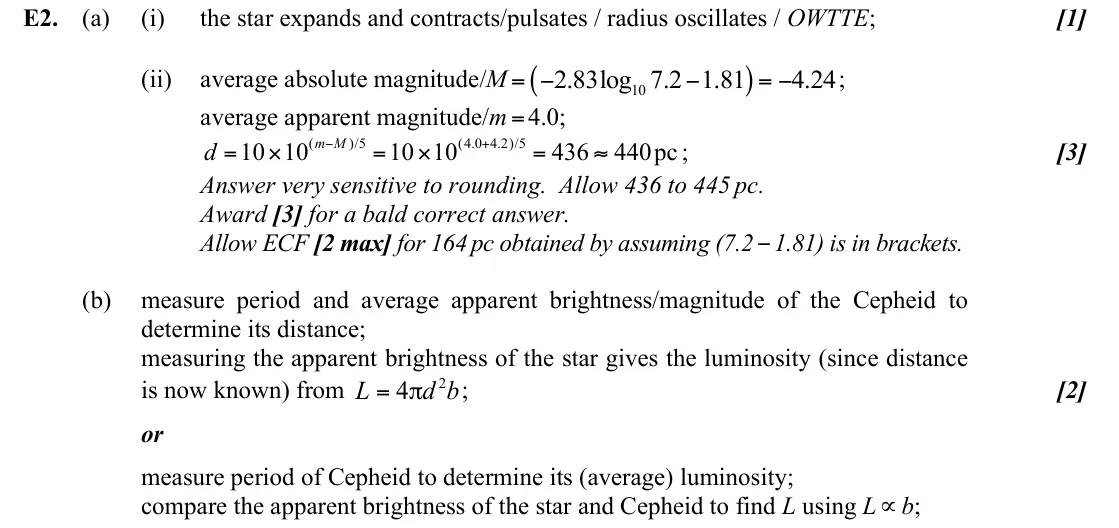 E2. (a) (i) the star expands and contracts/pulsates / radius oscillates / OWTTE; [1]
(ii) average absolute magnitude/M = (−2.83log₁₀ 7.2 − 1.81) = −4.24;
average apparent magnitude/m = 4.0;
d = 10×10^(m−M)/5 = 10×10^(4.0+4.2)/5 = 436 ≈ 440 pc; [3]
Answer very sensitive to rounding. Allow 436 to 445 pc.
Award [3] for a bald correct answer.
Allow ECF [2 max] for 164 pc obtained by assuming (7.2 − 1.81) is in brackets.
(b) measure period and average apparent brightness/magnitude of the Cepheid to
determine its distance;
measuring the apparent brightness of the star gives the luminosity (since distance
is now known) from L = 4πd²b; [2]
or
measure period of Cepheid to determine its (average) luminosity;
compare the apparent brightness of the star and Cepheid to find L using L ∝ b;